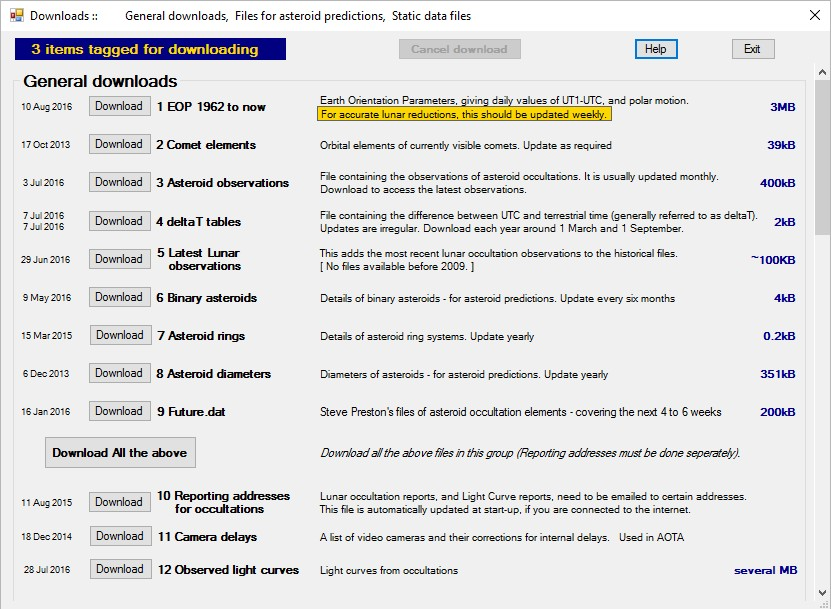 Downloads :: General downloads, Files for asteroid predictions, Static data files
3 items tagged for downloading Cancel download Help Exit
General downloads
10 Aug 2016 Download 1 EOP 1962 to now Earth Orientation Parameters, giving daily values of UT1-UTC, and polar motion. 3MB
For accurate lunar reductions, this should be updated weekly.
17 Oct 2013 Download 2 Comet elements Orbital elements of currently visible comets. Update as required 39kB
3 Jul 2016 Download 3 Asteroid observations File containing the observations of asteroid occultations. It is usually updated monthly. 400kB
Download to access the latest observations.
7 Jul 2016 Download 4 deltaT tables File containing the difference between UTC and terrestrial time (generally referred to as deltaT). 2kB
7 Jul 2016 Updates are irregular. Download each year around 1 March and 1 September.
29 Jun 2016 Download 5 Latest Lunar This adds the most recent lunar occultation observations to the historical files. ~100KB
observations [ No files available before 2009. ]
9 May 2016 Download 6 Binary asteroids Details of binary asteroids - for asteroid predictions. Update every six months 4kB
15 Mar 2015 Download 7 Asteroid rings Details of asteroid ring systems. Update yearly 0.2kB
6 Dec 2013 Download 8 Asteroid diameters Diameters of asteroids - for asteroid predictions. Update yearly 351kB
16 Jan 2016 Download 9 Future.dat Steve Preston's files of asteroid occultation elements - covering the next 4 to 6 weeks 200kB
Download All the above Download all the above files in this group (Reporting addresses must be done seperately).
11 Aug 2015 Download 10 Reporting addresses Lunar occultation reports, and Light Curve reports, need to be emailed to certain addresses.
for occultations This file is automatically updated at start-up, if you are connected to the internet.
18 Dec 2014 Download 11 Camera delays A list of video cameras and their corrections for internal delays. Used in AOTA
28 Jul 2016 Download 12 Observed light curves Light curves from occultations several MB